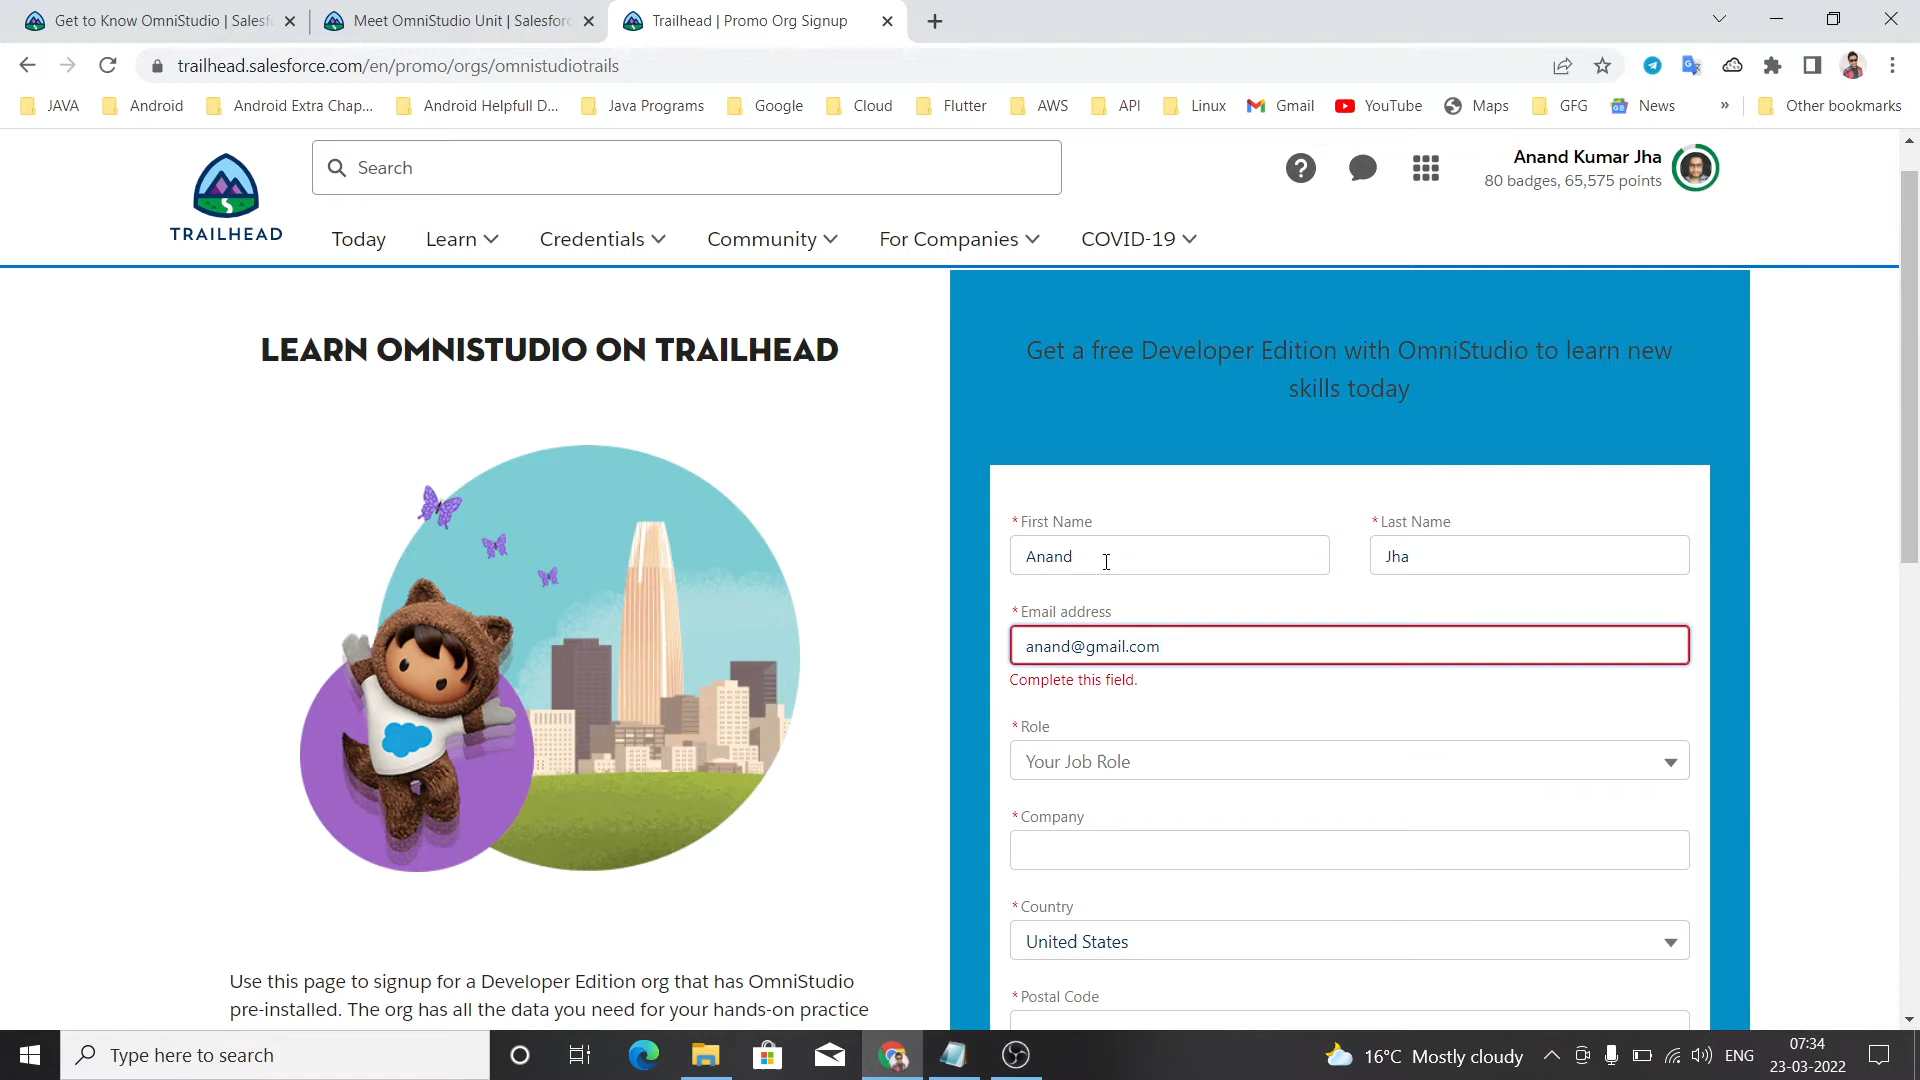 Get to Know OmniStudio | Salesf
Meet OmniStudio Unit | Salesforc
Trailhead | Promo Org Signup
trailhead.salesforce.com/en/promo/orgs/omnistudiotrails
JAVA
Android
Android Extra Chap...
Android Helpfull D...
Java Programs
Google
Cloud
Flutter
AWS
API
Linux
Gmail
YouTube
Maps
GFG
News
»
Other bookmarks
TRAILHEAD
Search
Anand Kumar Jha
80 badges, 65,575 points
Today
Learn
Credentials
Community
For Companies
COVID-19
LEARN OMNISTUDIO ON TRAILHEAD
Use this page to signup for a Developer Edition org that has OmniStudio
pre-installed. The org has all the data you need for your hands-on practice
Get a free Developer Edition with OmniStudio to learn new
skills today
* First Name
Anand
* Last Name
Jha
* Email address
anand@gmail.com
Complete this field.
* Role
Your Job Role
* Company
* Country
United States
* Postal Code
Type here to search
16°C Mostly cloudy
ENG
07:34
23-03-2022